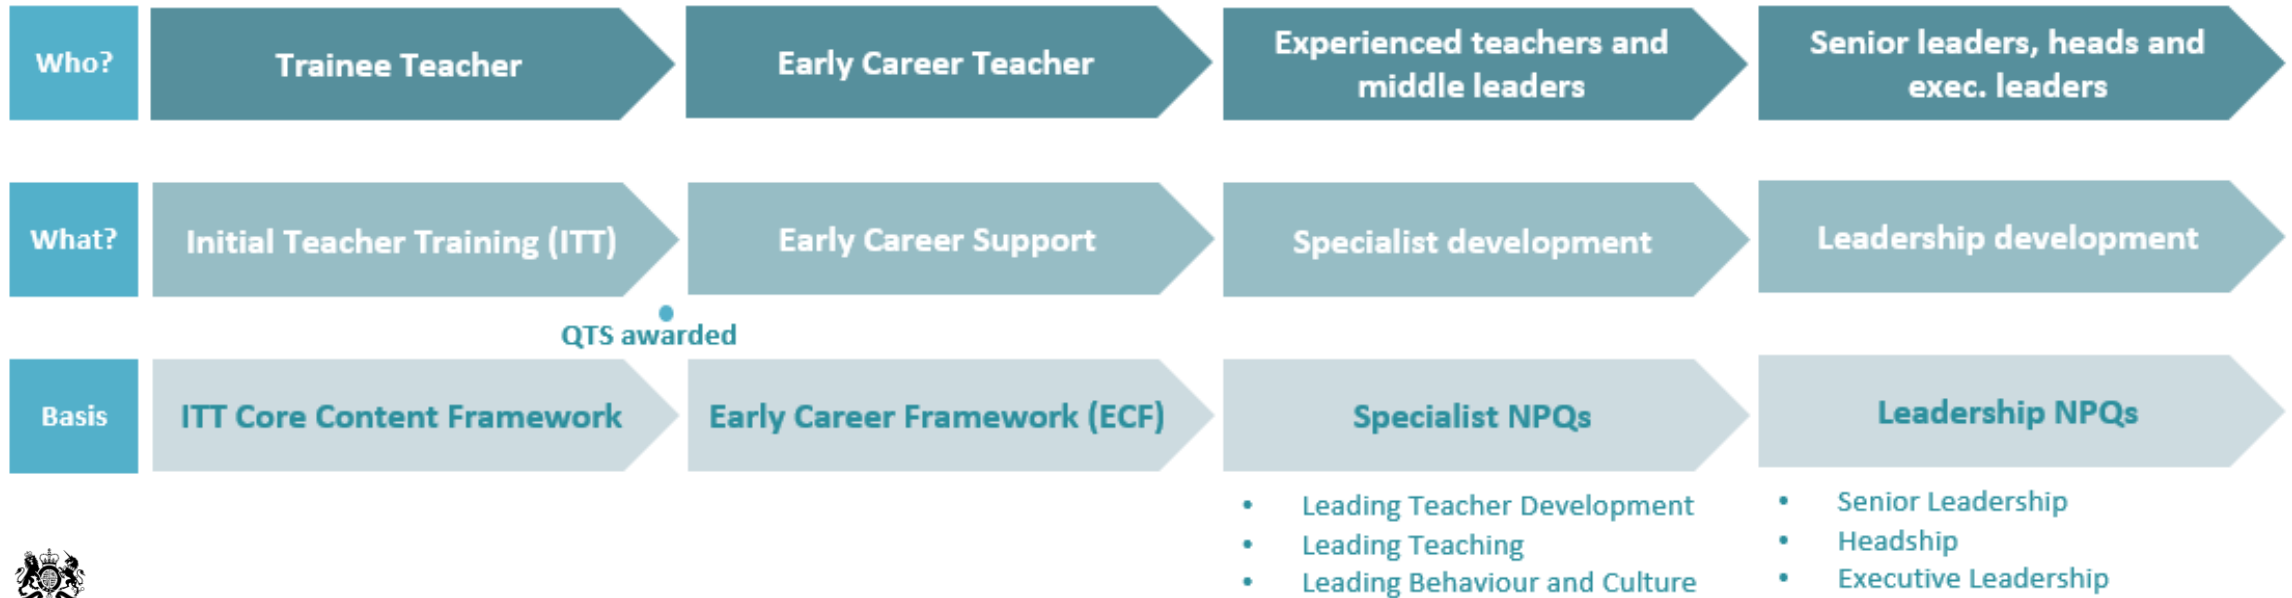 Who?
Trainee Teacher
Early Career Teacher
Experienced teachers and
middle leaders
Senior leaders, heads and
exec. leaders
What?
Initial Teacher Training (ITT)
Early Career Support
Specialist development
Leadership development
QTS awarded
Basis
ITT Core Content Framework
Early Career Framework (ECF)
Specialist NPQs
Leadership NPQs
• Leading Teacher Development
• Leading Teaching
• Leading Behaviour and Culture
• Senior Leadership
• Headship
• Executive Leadership